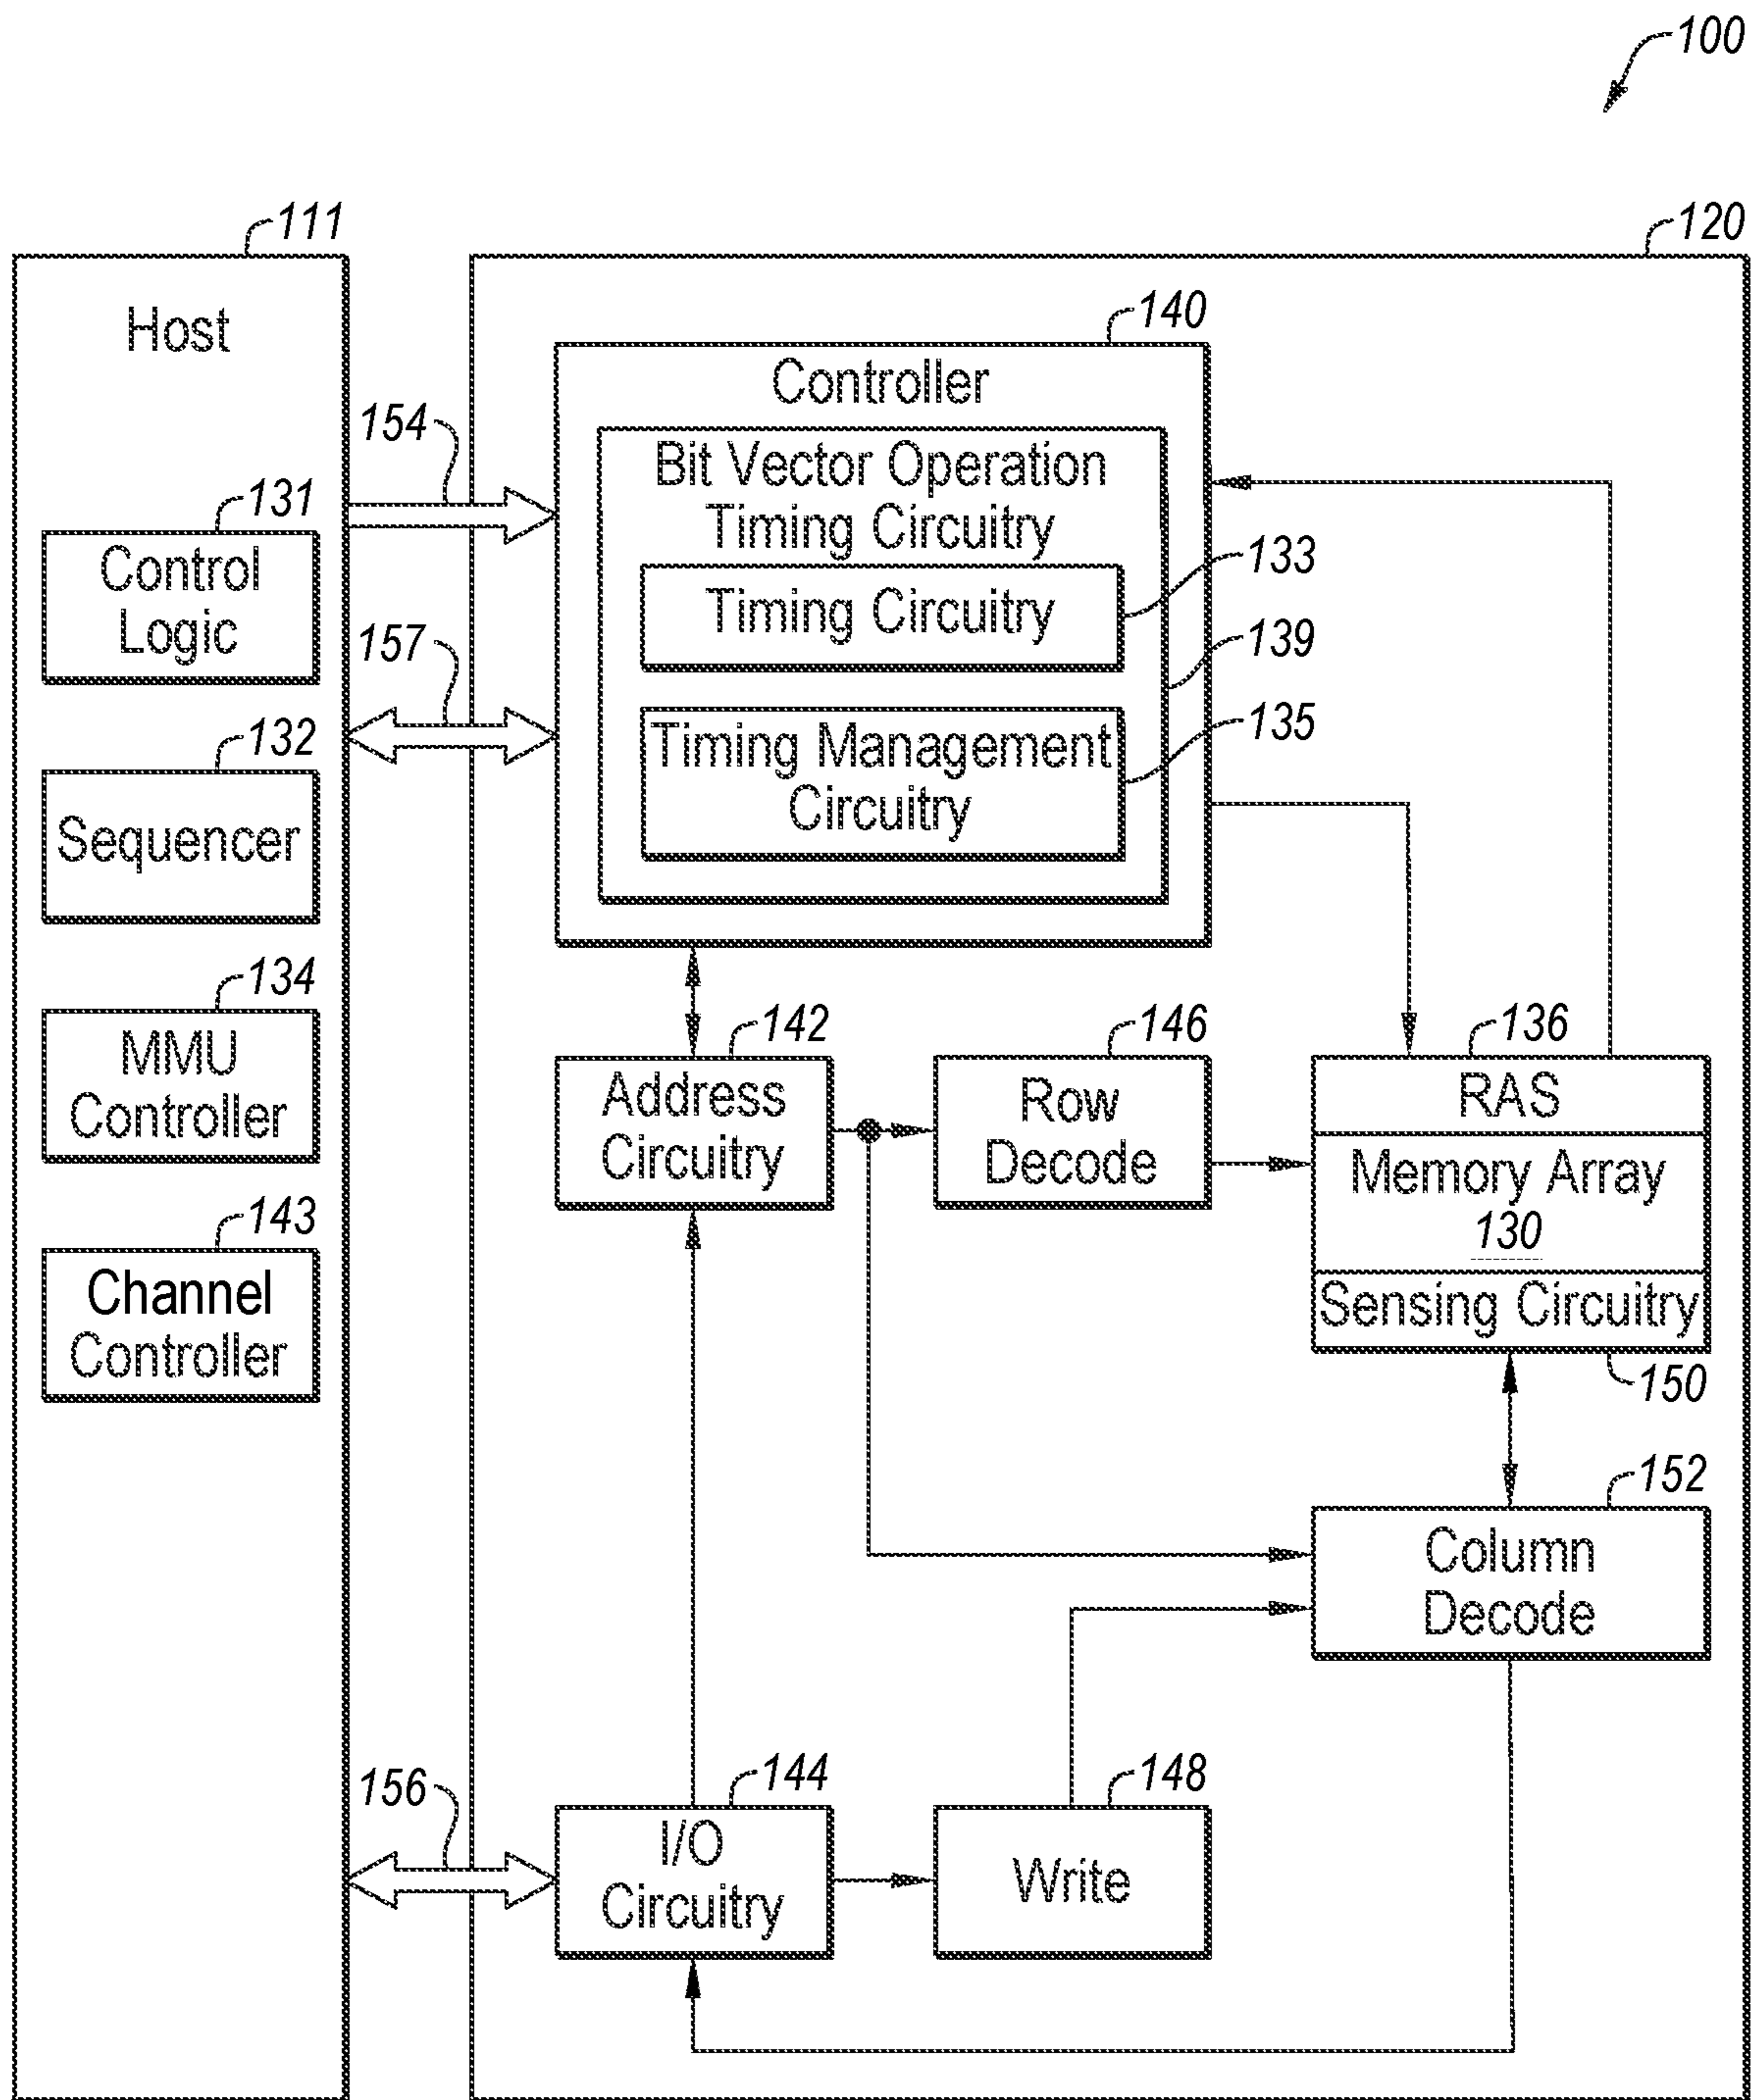 100
111
120
Host
140
Controller
154
Bit Vector Operation
Timing Circuitry
131
Control
Logic
133
Timing Circuitry
157
139
132
Sequencer
135
Timing Management
Circuitry
134
MMU
Controller
142
Address
Circuitry
146
Row
Decode
136
RAS
Memory Array
130
Sensing Circuitry
150
143
Channel
Controller
152
Column
Decode
156
144
I/O
Circuitry
148
Write